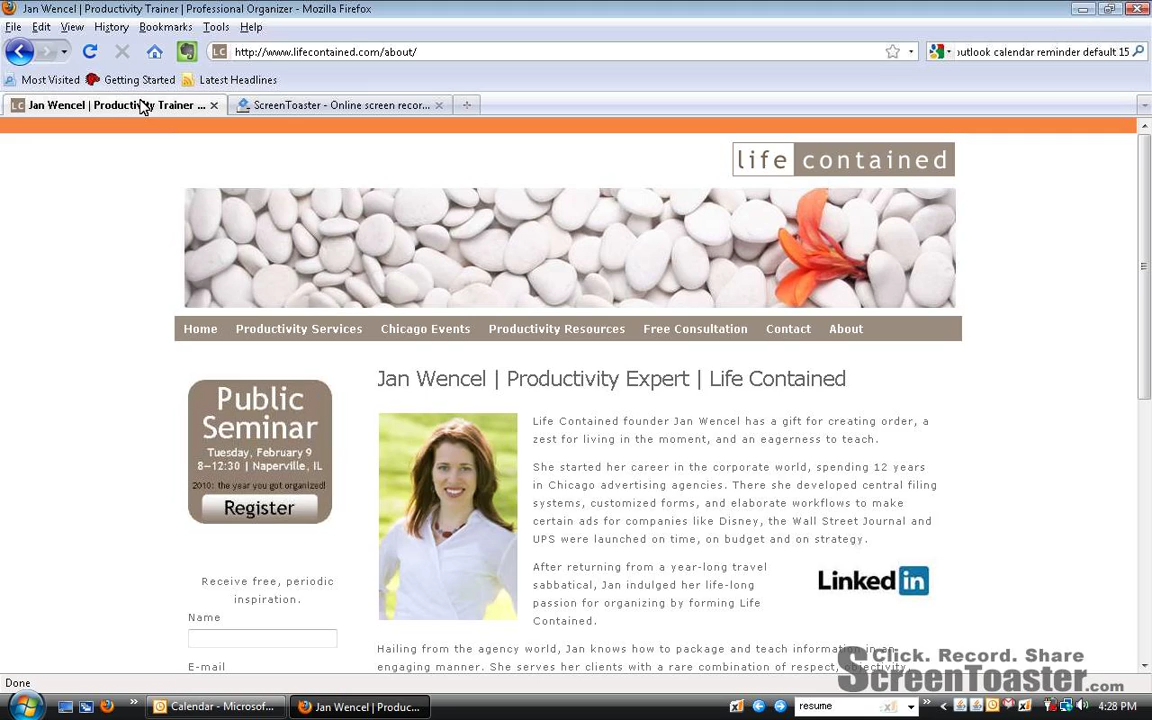 Jan Wencel | Productivity Trainer | Professional Organizer - Mozilla Firefox
File Edit View History Bookmarks Tools Help
LC http://www.lifecontained.com/about/ outlook calendar reminder default 15
Most Visited Getting Started Latest Headlines
LC Jan Wencel | Productivity Trainer ... ScreenToaster - Online screen recor...
life contained
Home Productivity Services Chicago Events Productivity Resources Free Consultation Contact About
Jan Wencel | Productivity Expert | Life Contained
Public
Seminar
Tuesday, February 9
8–12:30 | Naperville, IL
2010: the year you got organized!
Register
Life Contained founder Jan Wencel has a gift for creating order, a
zest for living in the moment, and an eagerness to teach.
She started her career in the corporate world, spending 12 years
in Chicago advertising agencies. There she developed central filing
systems, customized forms, and elaborate workflows to make
certain ads for companies like Disney, the Wall Street Journal and
UPS were launched on time, on budget and on strategy.
After returning from a year-long travel
sabbatical, Jan indulged her life-long
passion for organizing by forming Life
Contained.
Linked in
Receive free, periodic
inspiration.
Name
E-mail
Hailing from the agency world, Jan knows how to package and teach information in an
engaging manner. She serves her clients with a rare combination of respect, objectivity,
Click. Record. Share
ScreenToaster.com
Done
Calendar - Microsof... Jan Wencel | Produc... resume 4:28 PM